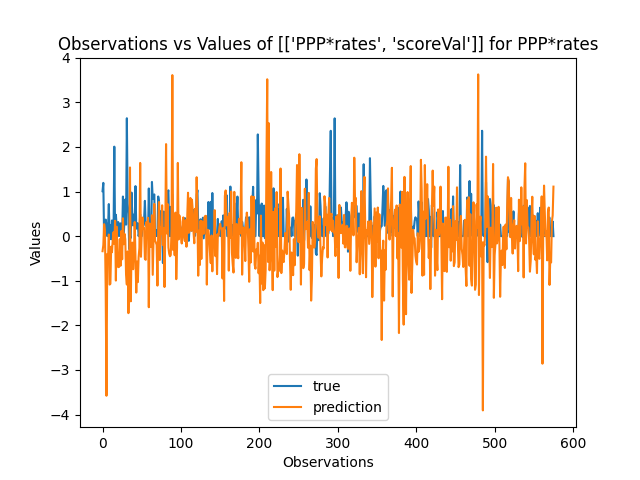 Observations vs Values of [['PPP*rates', 'scoreVal']] for PPP*rates
4
3
2
1
0
−1
−2
−3
−4
Values
true
prediction
0 100 200 300 400 500 600
Observations